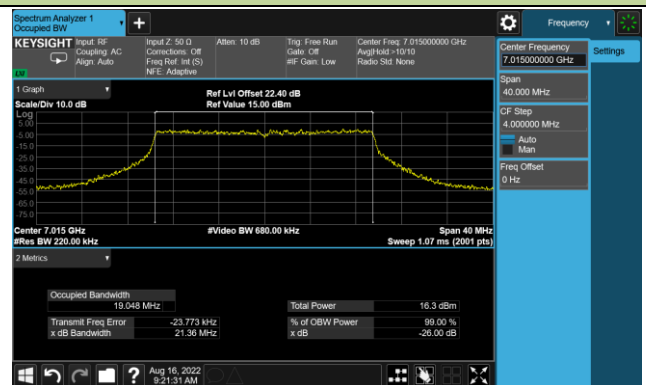 Spectrum Analyzer 1
Occupied BW
Frequency
KEYSIGHT
Input: RF
Coupling: AC
Align: Auto
Input Z: 50 Ω
Corrections: Off
Freq Ref: Int (S)
NFE: Adaptive
Atten: 10 dB
Trig: Free Run
Gate: Off
#IF Gain: Low
Center Freq: 7.015000000 GHz
Avg|Hold:>10/10
Radio Std: None
LW
Center Frequency
7.015000000 GHz
Settings
Span
40.000 MHz
CF Step
4.000000 MHz
Auto
Man
Freq Offset
0 Hz
1 Graph
Scale/Div 10.0 dB
Ref Lvl Offset 22.40 dB
Ref Value 15.00 dBm
Log
5.00
-5.00
-15.0
-25.0
-35.0
-45.0
-55.0
-65.0
-75.0
Center 7.015 GHz
#Video BW 680.00 kHz
Span 40 MHz
#Res BW 220.00 kHz
Sweep 1.07 ms (2001 pts)
2 Metrics
Occupied Bandwidth
19.048 MHz
Total Power
16.3 dBm
Transmit Freq Error
-23.773 kHz
% of OBW Power
99.00 %
x dB Bandwidth
21.36 MHz
x dB
-26.00 dB
?
Aug 16, 2022
9:21:31 AM